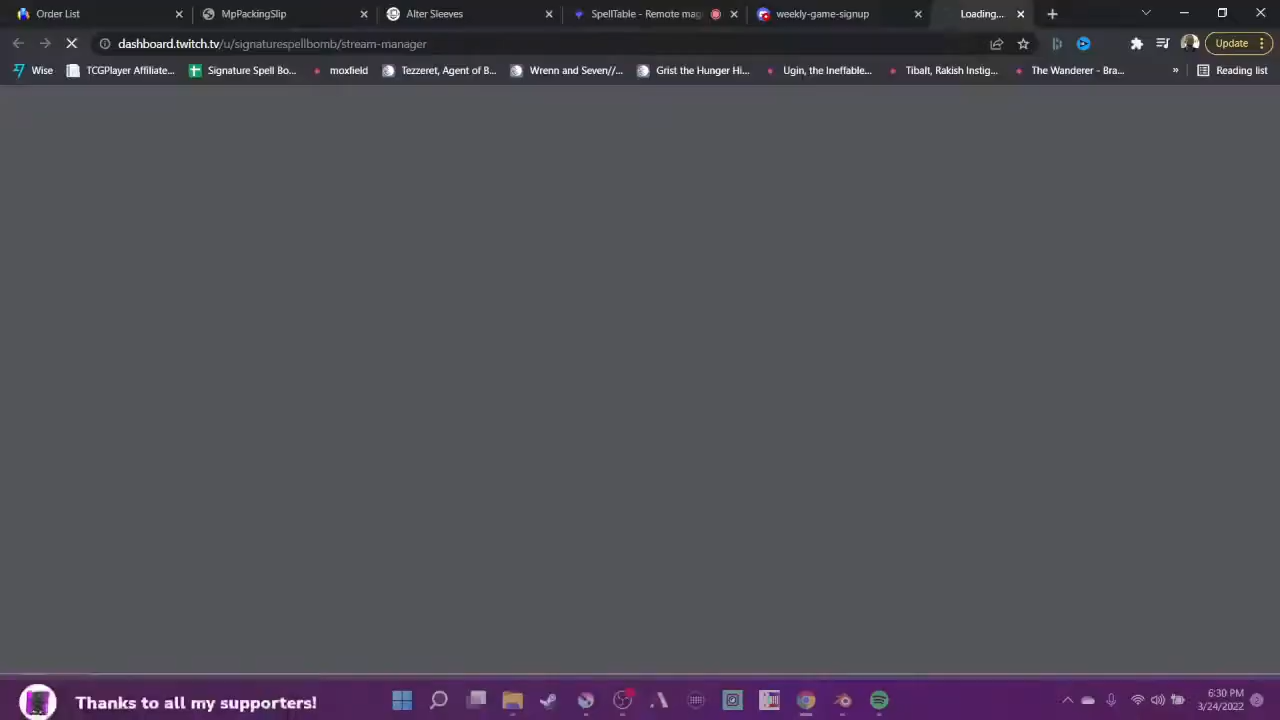 Order List
MpPackingSlip
Alter Sleeves
SpellTable - Remote mag
weekly-game-signup
Loading...
dashboard.twitch.tv/u/signaturespellbomb/stream-manager
Update
Wise
TCGPlayer Affiliate...
Signature Spell Bo...
moxfield
Tezzeret, Agent of B...
Wrenn and Seven//...
Grist the Hunger Hi...
Ugin, the Ineffable...
Tibalt, Rakish Instig...
The Wanderer - Bra...
»
Reading list
Thanks to all my supporters!
6:30 PM
3/24/2022